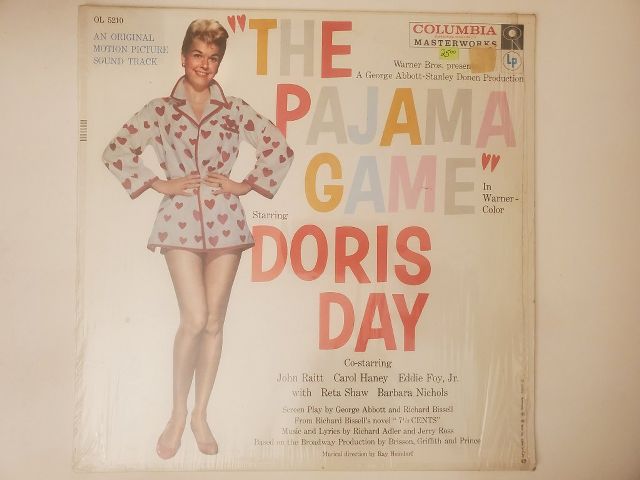 OL 5210
AN ORIGINAL
MOTION PICTURE
SOUND TRACK
COLUMBIA
MASTERWORKS
Lp
25.00
Warner Bros. present
A George Abbott-Stanley Donen Production
"THE
PAJAMA
GAME"
In
Warner-
Color
Starring
DORIS
DAY
Co-starring
John Raitt Carol Haney Eddie Foy, Jr.
with Reta Shaw Barbara Nichols
Screen Play by George Abbott and Richard Bissell
From Richard Bissell's novel "7½ CENTS"
Music and Lyrics by Richard Adler and Jerry Ross
Based on the Broadway Production by Brisson, Griffith and Prince
Musical direction by Ray Heindorf